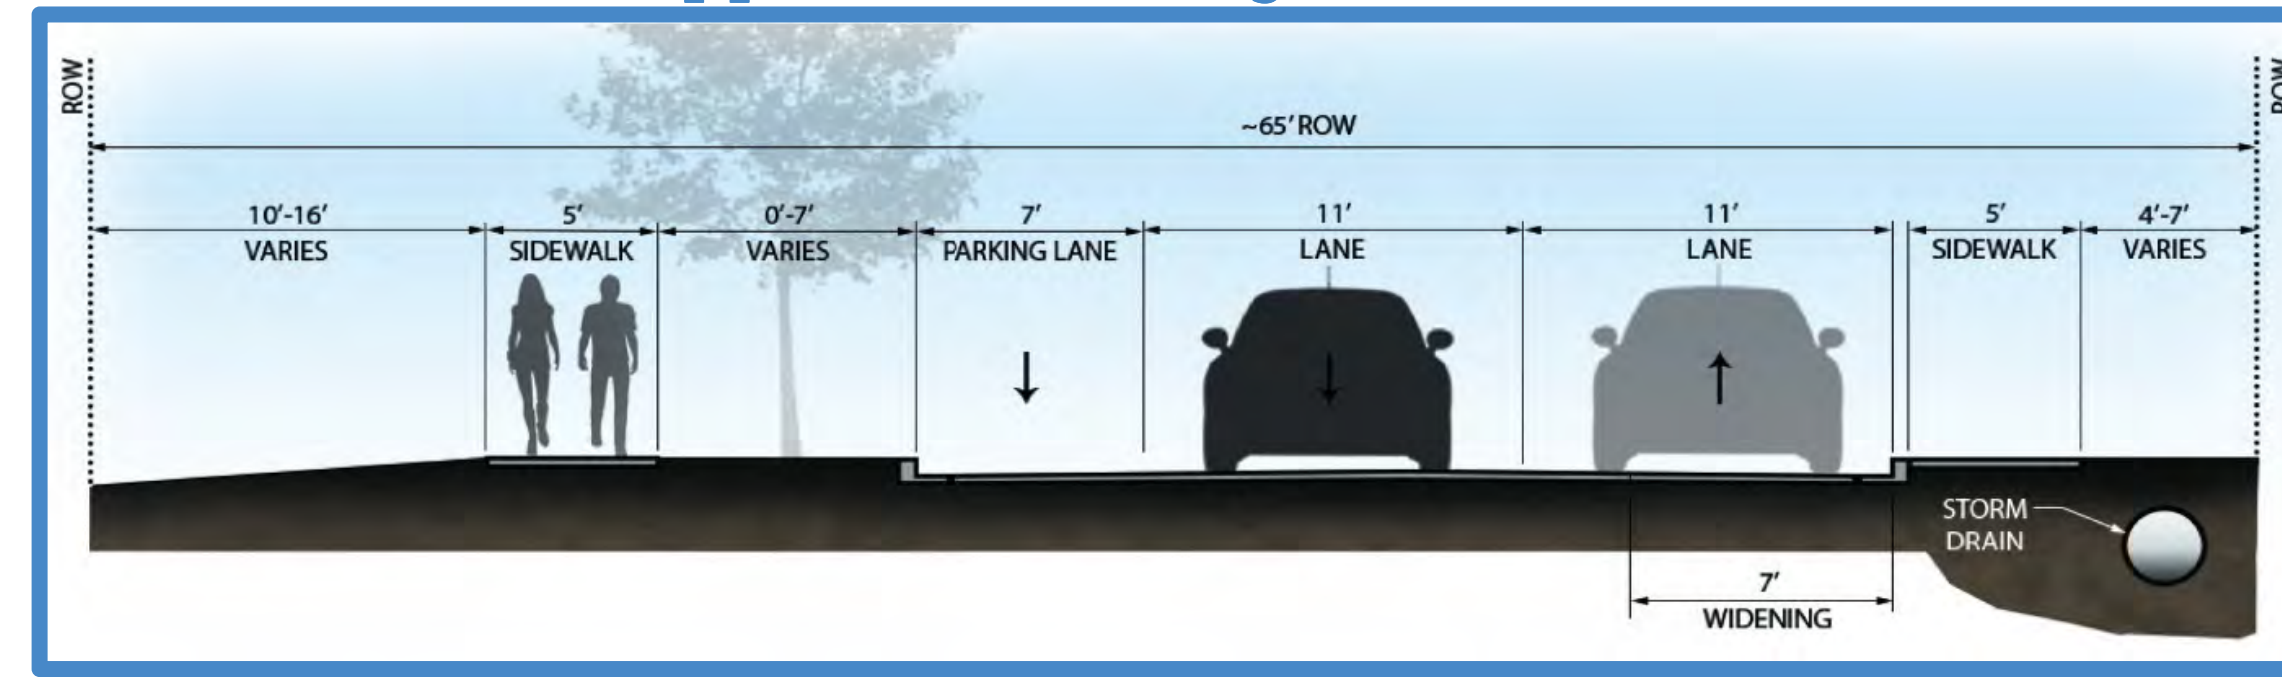 ROW
ROW
~65' ROW
10'-16'
VARIES
5'
SIDEWALK
0'-7'
VARIES
7'
PARKING LANE
11'
LANE
11'
LANE
5'
SIDEWALK
4'-7'
VARIES
STORM
DRAIN
7'
WIDENING